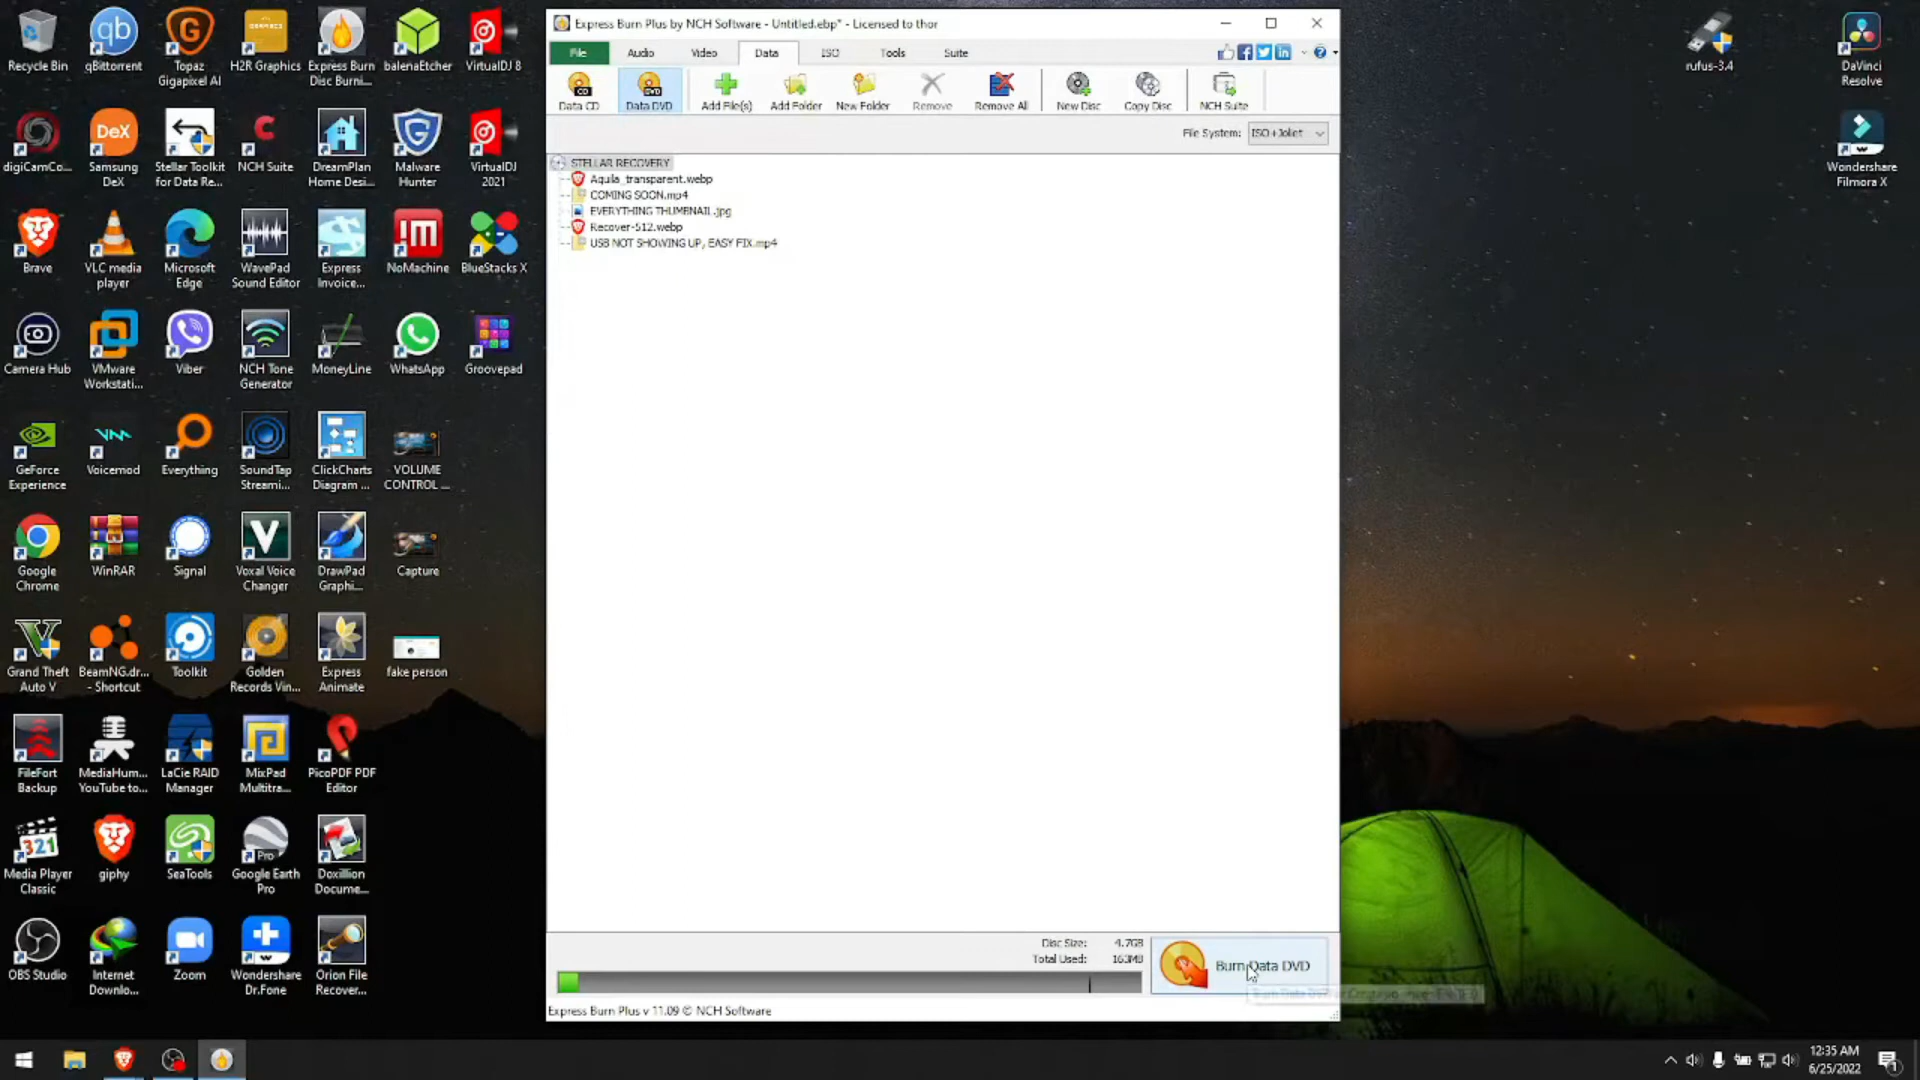 Express Burn Plus by NCH Software - Untitled.ebp* - Licensed to thor
File
Audio
Video
Data
ISO
Tools
Suite
Data CD
Data DVD
Add File(s)
Add Folder
New Folder
Remove
Remove All
New Disc
Copy Disc
NCH Suite
File System:
ISO+Joliet
STELLAR RECOVERY
Aquila_transparent.webp
COMING SOON.mp4
EVERYTHING THUMBNAIL.jpg
Recover-512.webp
USB NOT SHOWING UP, EASY FIX.mp4
Disc Size: 4.7GB
Total Used: 163MB
Burn Data DVD
Express Burn Plus v 11.09 © NCH Software
Recycle Bin
qBittorrent
Topaz
Gigapixel AI
H2R Graphics
Express Burn
Disc Burni...
balenaEtcher
VirtualDJ 8
digiCamCo...
Samsung
DeX
Stellar Toolkit
for Data Re...
NCH Suite
DreamPlan
Home Desi...
Malware
Hunter
VirtualDJ
2021
Brave
VLC media
player
Microsoft
Edge
WavePad
Sound Editor
Express
Invoice...
NoMachine
BlueStacks X
Camera Hub
VMware
Workstati...
Viber
NCH Tone
Generator
MoneyLine
WhatsApp
Groovepad
GeForce
Experience
Voicemod
Everything
SoundTap
Streami...
ClickCharts
Diagram ...
VOLUME
CONTROL ...
Google
Chrome
WinRAR
Signal
Voxal Voice
Changer
DrawPad
Graphi...
Capture
Grand Theft
Auto V
BeamNG.dr...
- Shortcut
Toolkit
Golden
Records Vin...
Express
Animate
fake person
FileFort
Backup
MediaHum...
YouTube to...
LaCie RAID
Manager
MixPad
Multitra...
PicoPDF PDF
Editor
Media Player
Classic
giphy
SeaTools
Google Earth
Pro
Doxillion
Docume...
OBS Studio
Internet
Downlo...
Zoom
Wondershare
Dr.Fone
Orion File
Recover...
rufus-3.4
DaVinci
Resolve
Wondershare
Filmora X
12:35 AM
6/25/2022